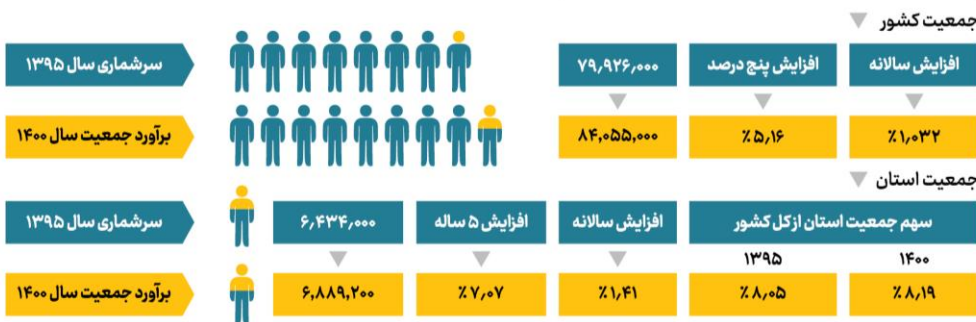 جمعیت کشور
افزایش سالانه افزایش پنج درصد ۷۹٫۹۲۶٫۰۰۰ سرشماری سال ۱۳۹۵
٪۱٫۰۳۲ ٪۵٫۱۶ ۸۴٫۰۵۵٫۰۰۰ برآورد جمعیت سال ۱۴۰۰
جمعیت استان
سهم جمعیت استان از کل کشور افزایش سالانه افزایش ۵ ساله ۶٫۴۳۴٫۰۰۰ سرشماری سال ۱۳۹۵
۱۴۰۰ ۱۳۹۵
٪۸٫۱۹ ٪۸٫۰۵ ٪۱٫۴۱ ٪۷٫۰۷ ۶٫۸۸۹٫۲۰۰ برآورد جمعیت سال ۱۴۰۰